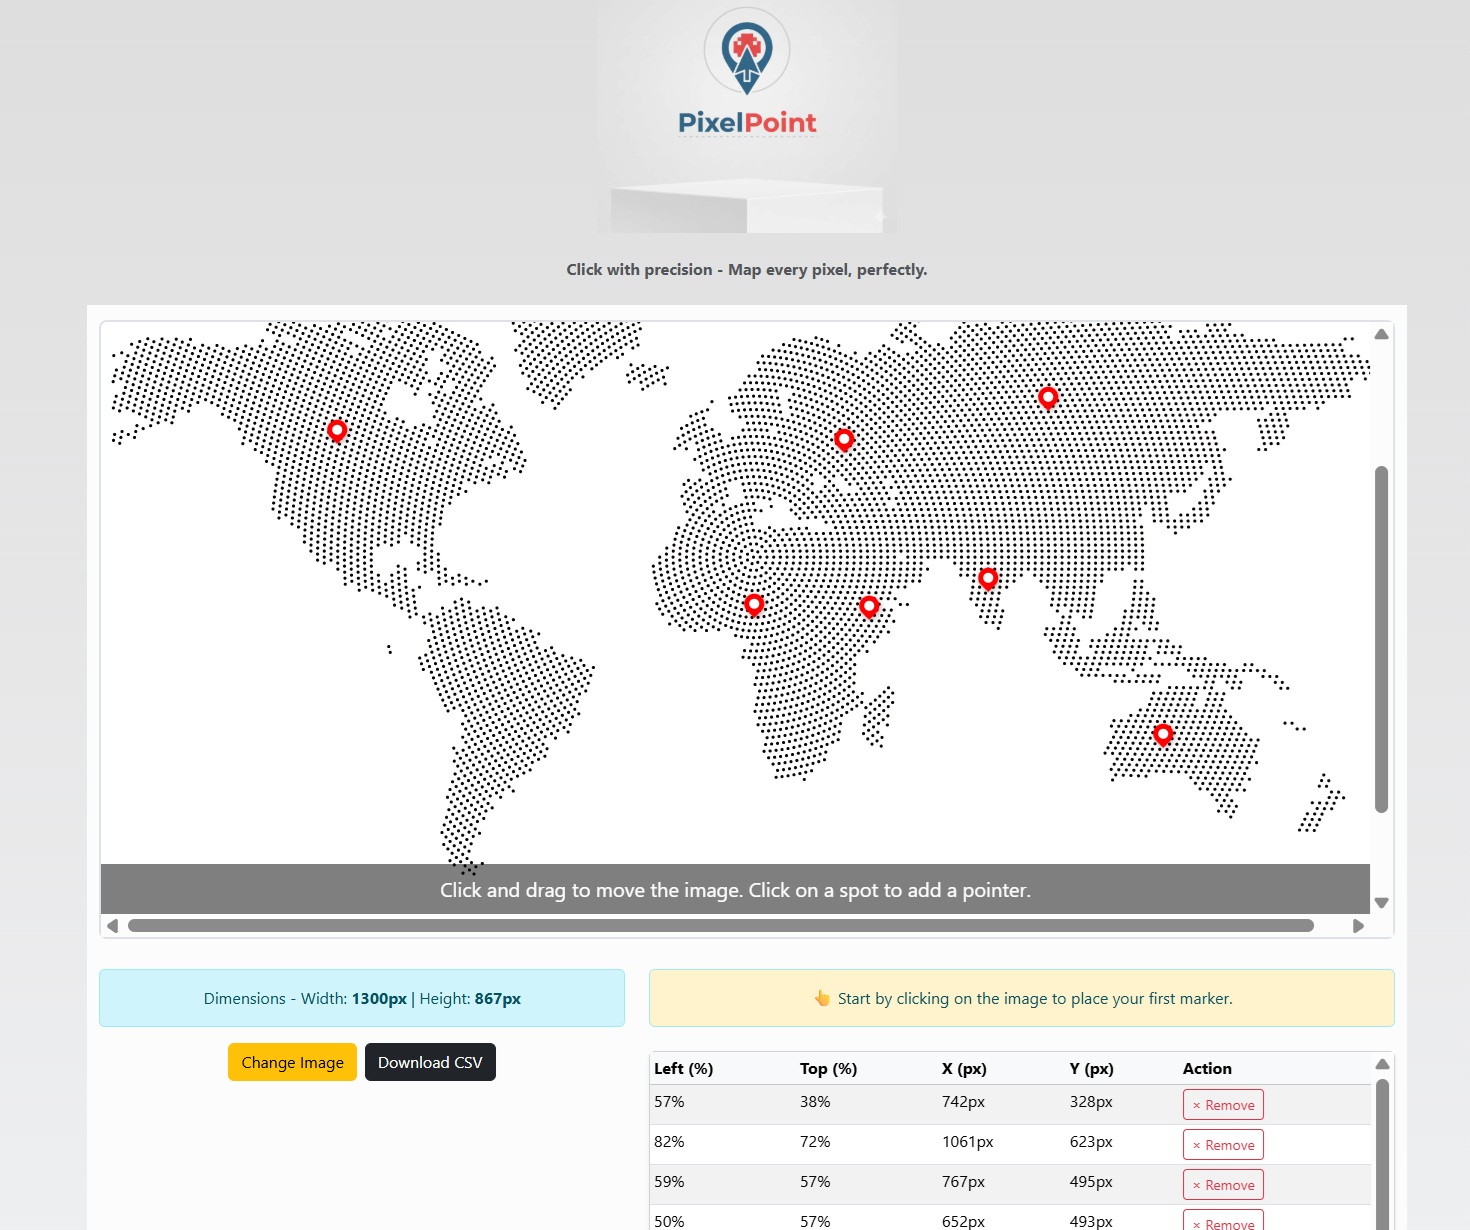 PixelPoint
Click with precision - Map every pixel, perfectly.
Click and drag to move the image. Click on a spot to add a pointer.
Dimensions - Width: 1300px | Height: 867px
👆 Start by clicking on the image to place your first marker.
Change Image Download CSV
Left (%) Top (%) X (px) Y (px) Action
57% 38% 742px 328px × Remove
82% 72% 1061px 623px × Remove
59% 57% 767px 495px × Remove
50% 57% 652px 493px × Remove